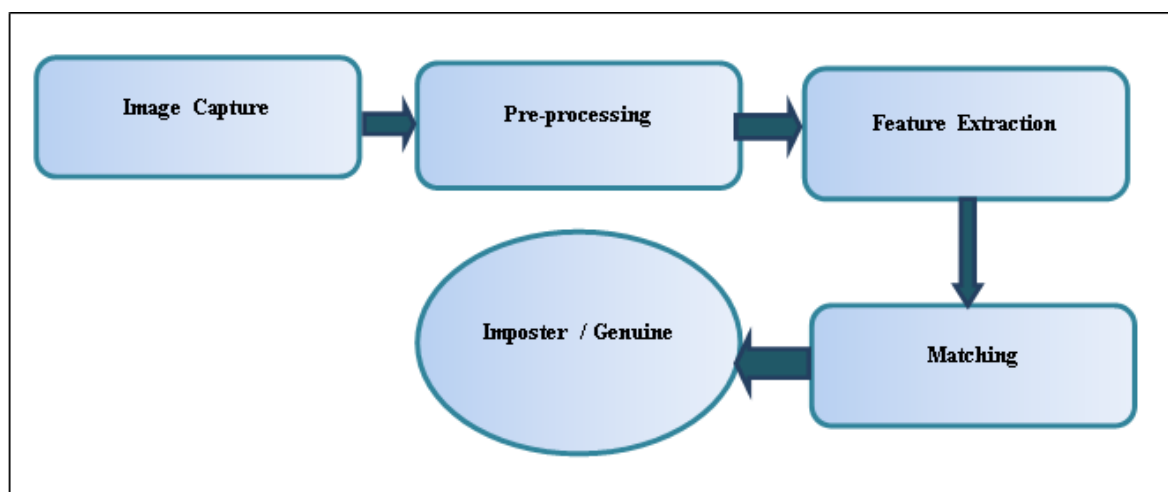 Image Capture
Pre-processing
Feature Extraction
Matching
Imposter / Genuine